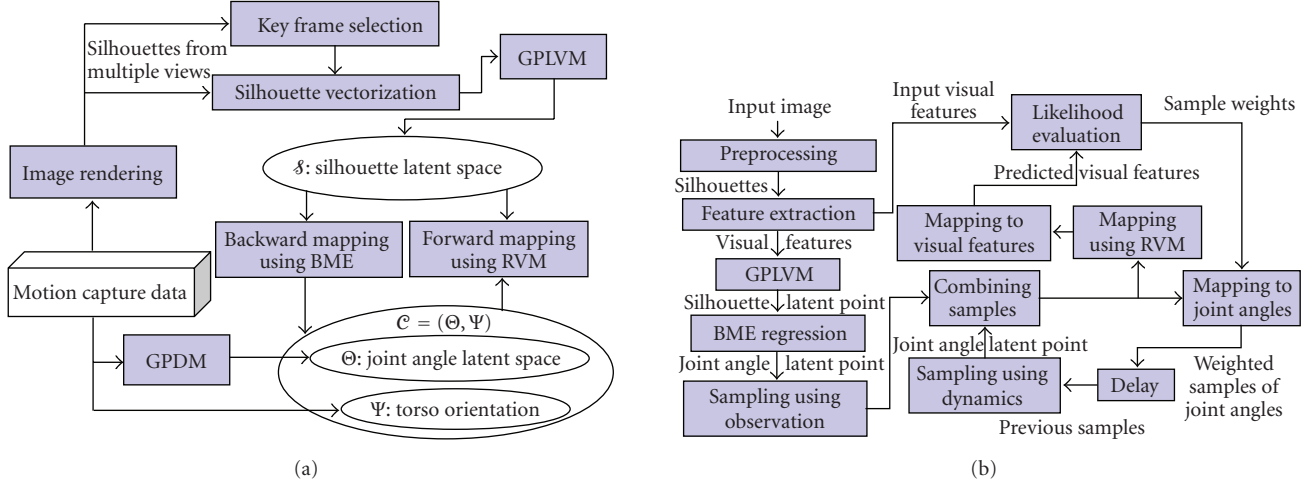 Key frame selection
Silhouettes from
multiple views
GPLVM
Silhouette vectorization
𝓈: silhouette latent space
Image rendering
Backward mapping
using BME
Forward mapping
using RVM
Motion capture data
𝒞 = (Θ, Ψ)
GPDM
Θ: joint angle latent space
Ψ: torso orientation
(a)
Input image
Input visual
features
Likelihood
evaluation
Sample weights
Preprocessing
Silhouettes
Predicted visual features
Feature extraction
Mapping to
visual features
Mapping
using RVM
Visual features
GPLVM
Silhouette latent point
Combining
samples
Mapping to
joint angles
BME regression
Joint angle latent point
Joint angle latent point
Sampling using
observation
Sampling using
dynamics
Delay
Weighted
samples of
joint angles
Previous samples
(b)